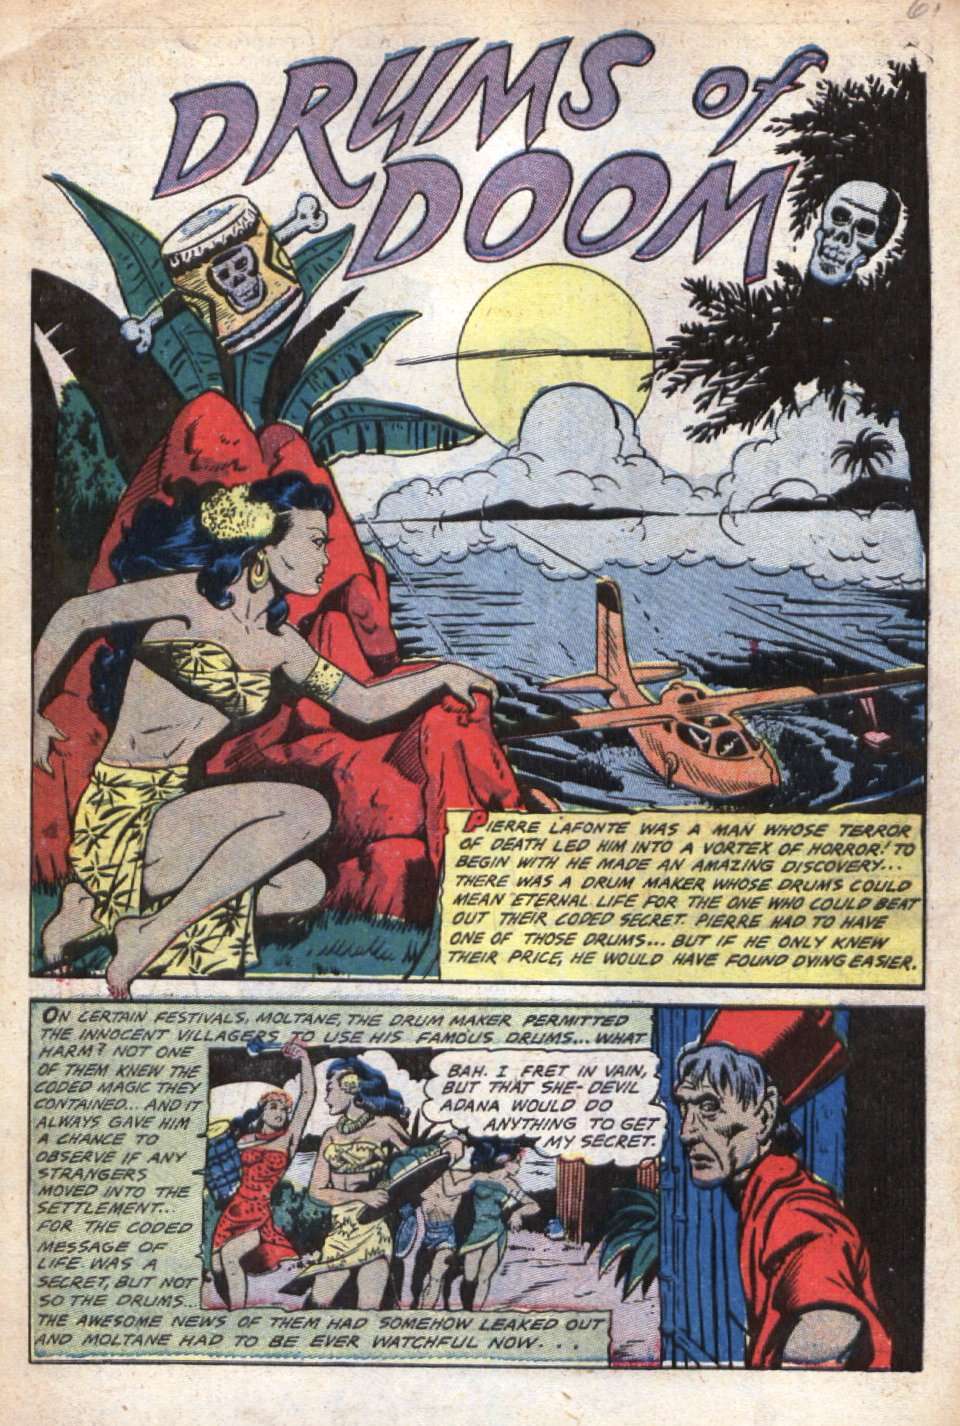 6.
DRUMS of
DOOM
PIERRE LAFONTE WAS A MAN WHOSE TERROR
OF DEATH LED HIM INTO A VORTEX OF HORROR! TO
BEGIN WITH HE MADE AN AMAZING DISCOVERY...
THERE WAS A DRUM MAKER WHOSE DRUMS COULD
MEAN ETERNAL LIFE FOR THE ONE WHO COULD BEAT
OUT THEIR CODED SECRET. PIERRE HAD TO HAVE
ONE OF THOSE DRUMS... BUT IF HE ONLY KNEW
THEIR PRICE, HE WOULD HAVE FOUND DYING EASIER.
ON CERTAIN FESTIVALS, MOLTANE, THE DRUM MAKER PERMITTED
THE INNOCENT VILLAGERS TO USE HIS FAMOUS DRUMS... WHAT
HARM? NOT ONE
OF THEM KNEW THE
CODED MAGIC THEY
CONTAINED... AND IT
ALWAYS GAVE HIM
A CHANCE TO
OBSERVE IF ANY
STRANGERS
MOVED INTO THE
SETTLEMENT...
FOR THE CODED
MESSAGE OF
LIFE WAS A
SECRET, BUT NOT
SO THE DRUMS...
THE AWESOME NEWS OF THEM HAD SOMEHOW LEAKED OUT
AND MOLTANE HAD TO BE EVER WATCHFUL NOW. . .
BAH. I FRET IN VAIN,
BUT THAT SHE-DEVIL
ADANA WOULD DO
ANYTHING TO GET
MY SECRET.